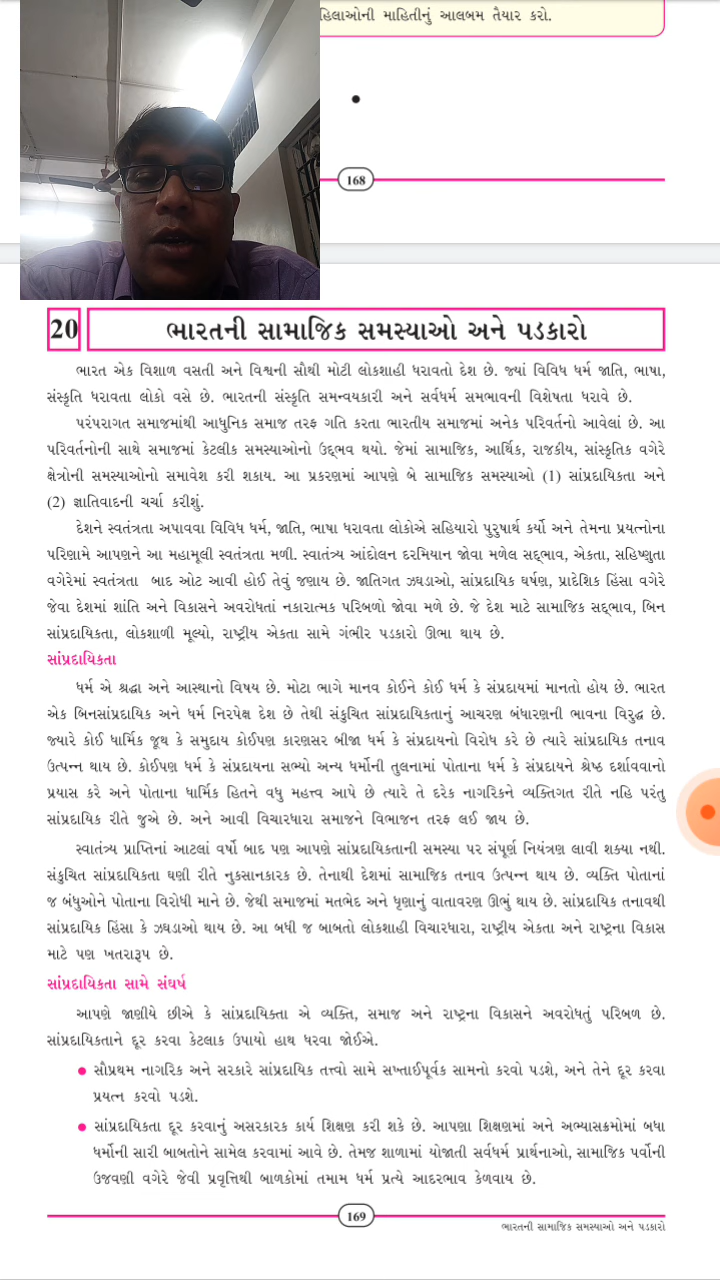 હિલાઓની માહિતીનું આલબમ તૈયાર કરો.
168
20 ભારતની સામાજિક સમસ્યાઓ અને પડકારો
ભારત એક વિશાળ વસતી અને વિશ્વની સૌથી મોટી લોકશાહી ધરાવતો દેશ છે. જ્યાં વિવિધ ધર્મ જાતિ, ભાષા,
સંસ્કૃતિ ધરાવતા લોકો વસે છે. ભારતની સંસ્કૃતિ સમન્વયકારી અને સર્વધર્મ સમભાવની વિશેષતા ધરાવે છે.
પરંપરાગત સમાજમાંથી આધુનિક સમાજ તરફ ગતિ કરતા ભારતીય સમાજમાં અનેક પરિવર્તનો આવેલાં છે. આ
પરિવર્તનોની સાથે સમાજમાં કેટલીક સમસ્યાઓનો ઉદ્ભવ થયો. જેમાં સામાજિક, આર્થિક, રાજકીય, સાંસ્કૃતિક વગેરે
ક્ષેત્રોની સમસ્યાઓનો સમાવેશ કરી શકાય. આ પ્રકરણમાં આપણે બે સામાજિક સમસ્યાઓ (1) સાંપ્રદાયિકતા અને
(2) જ્ઞાતિવાદની ચર્ચા કરીશું.
દેશને સ્વતંત્રતા અપાવવા વિવિધ ધર્મ, જાતિ, ભાષા ધરાવતા લોકોએ સહિયારો પુરુષાર્થ કર્યો અને તેમના પ્રયત્નોના
પરિણામે આપણને આ મહામૂલી સ્વતંત્રતા મળી. સ્વાતંત્ર્ય આંદોલન દરમિયાન જોવા મળેલ સદ્ભાવ, એકતા, સહિષ્ણુતા
વગેરેમાં સ્વતંત્રતા બાદ ઓટ આવી હોઈ તેવું જણાય છે. જાતિગત ઝઘડાઓ, સાંપ્રદાયિક ઘર્ષણ, પ્રાદેશિક હિંસા વગેરે
જેવા દેશમાં શાંતિ અને વિકાસને અવરોધતાં નકારાત્મક પરિબળો જોવા મળે છે. જે દેશ માટે સામાજિક સદ્ભાવ, બિન
સાંપ્રદાયિકતા, લોકશાળી મૂલ્યો, રાષ્ટ્રીય એકતા સામે ગંભીર પડકારો ઊભા થાય છે.
સાંપ્રદાયિકતા
ધર્મ એ શ્રદ્ધા અને આસ્થાનો વિષય છે. મોટા ભાગે માનવ કોઈને કોઈ ધર્મ કે સંપ્રદાયમાં માનતો હોય છે. ભારત
એક બિનસાંપ્રદાયિક અને ધર્મ નિરપેક્ષ દેશ છે તેથી સંકુચિત સાંપ્રદાયિકતાનું આચરણ બંધારણની ભાવના વિરુદ્ધ છે.
જ્યારે કોઈ ધાર્મિક જૂથ કે સમુદાય કોઈપણ કારણસર બીજા ધર્મ કે સંપ્રદાયનો વિરોધ કરે છે ત્યારે સાંપ્રદાયિક તનાવ
ઉત્પન્ન થાય છે. કોઈપણ ધર્મ કે સંપ્રદાયના સભ્યો અન્ય ધર્મોની તુલનામાં પોતાના ધર્મ કે સંપ્રદાયને શ્રેષ્ઠ દર્શાવવાનો
પ્રયાસ કરે અને પોતાના ધાર્મિક હિતને વધુ મહત્ત્વ આપે છે ત્યારે તે દરેક નાગરિકને વ્યક્તિગત રીતે નહિ પરંતુ
સાંપ્રદાયિક રીતે જુએ છે. અને આવી વિચારધારા સમાજને વિભાજન તરફ લઈ જાય છે.
સ્વાતંત્ર્ય પ્રાપ્તિનાં આટલાં વર્ષો બાદ પણ આપણે સાંપ્રદાયિકતાની સમસ્યા પર સંપૂર્ણ નિયંત્રણ લાવી શક્યા નથી.
સંકુચિત સાંપ્રદાયિકતા ઘણી રીતે નુકસાનકારક છે. તેનાથી દેશમાં સામાજિક તનાવ ઉત્પન્ન થાય છે. વ્યક્તિ પોતાનાં
જ બંધુઓને પોતાના વિરોધી માને છે. જેથી સમાજમાં મતભેદ અને ધૃણાનું વાતાવરણ ઊભું થાય છે. સાંપ્રદાયિક તનાવથી
સાંપ્રદાયિક હિંસા કે ઝઘડાઓ થાય છે. આ બધી જ બાબતો લોકશાહી વિચારધારા, રાષ્ટ્રીય એકતા અને રાષ્ટ્રના વિકાસ
માટે પણ ખતરારૂપ છે.
સાંપ્રદાયિકતા સામે સંઘર્ષ
આપણે જાણીયે છીએ કે સાંપ્રદાયિક્તા એ વ્યક્તિ, સમાજ અને રાષ્ટ્રના વિકાસને અવરોધતું પરિબળ છે.
સાંપ્રદાયિકતાને દૂર કરવા કેટલાક ઉપાયો હાથ ધરવા જોઈએ.
● સૌપ્રથમ નાગરિક અને સરકારે સાંપ્રદાયિક તત્ત્વો સામે સખ્તાઈપૂર્વક સામનો કરવો પડશે, અને તેને દૂર કરવા
પ્રયત્ન કરવો પડશે.
● સાંપ્રદાયિકતા દૂર કરવાનું અસરકારક કાર્ય શિક્ષણ કરી શકે છે. આપણા શિક્ષણમાં અને અભ્યાસક્રમોમાં બધા
ધર્મોની સારી બાબતોને સામેલ કરવામાં આવે છે. તેમજ શાળામાં યોજાતી સર્વધર્મ પ્રાર્થનાઓ, સામાજિક પર્વોની
ઉજવણી વગેરે જેવી પ્રવૃત્તિથી બાળકોમાં તમામ ધર્મ પ્રત્યે આદરભાવ કેળવાય છે.
169
ભારતની સામાજિક સમસ્યાઓ અને પડકારો